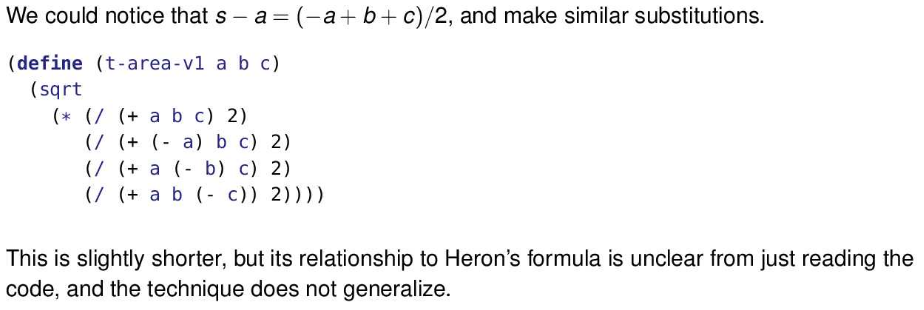 We could notice that s − a = (−a + b + c)/2, and make similar substitutions.
(define (t-area-v1 a b c)
  (sqrt
    (* (/ (+ a b c) 2)
       (/ (+ (- a) b c) 2)
       (/ (+ a (- b) c) 2)
       (/ (+ a b (- c)) 2))))
This is slightly shorter, but its relationship to Heron's formula is unclear from just reading the
code, and the technique does not generalize.